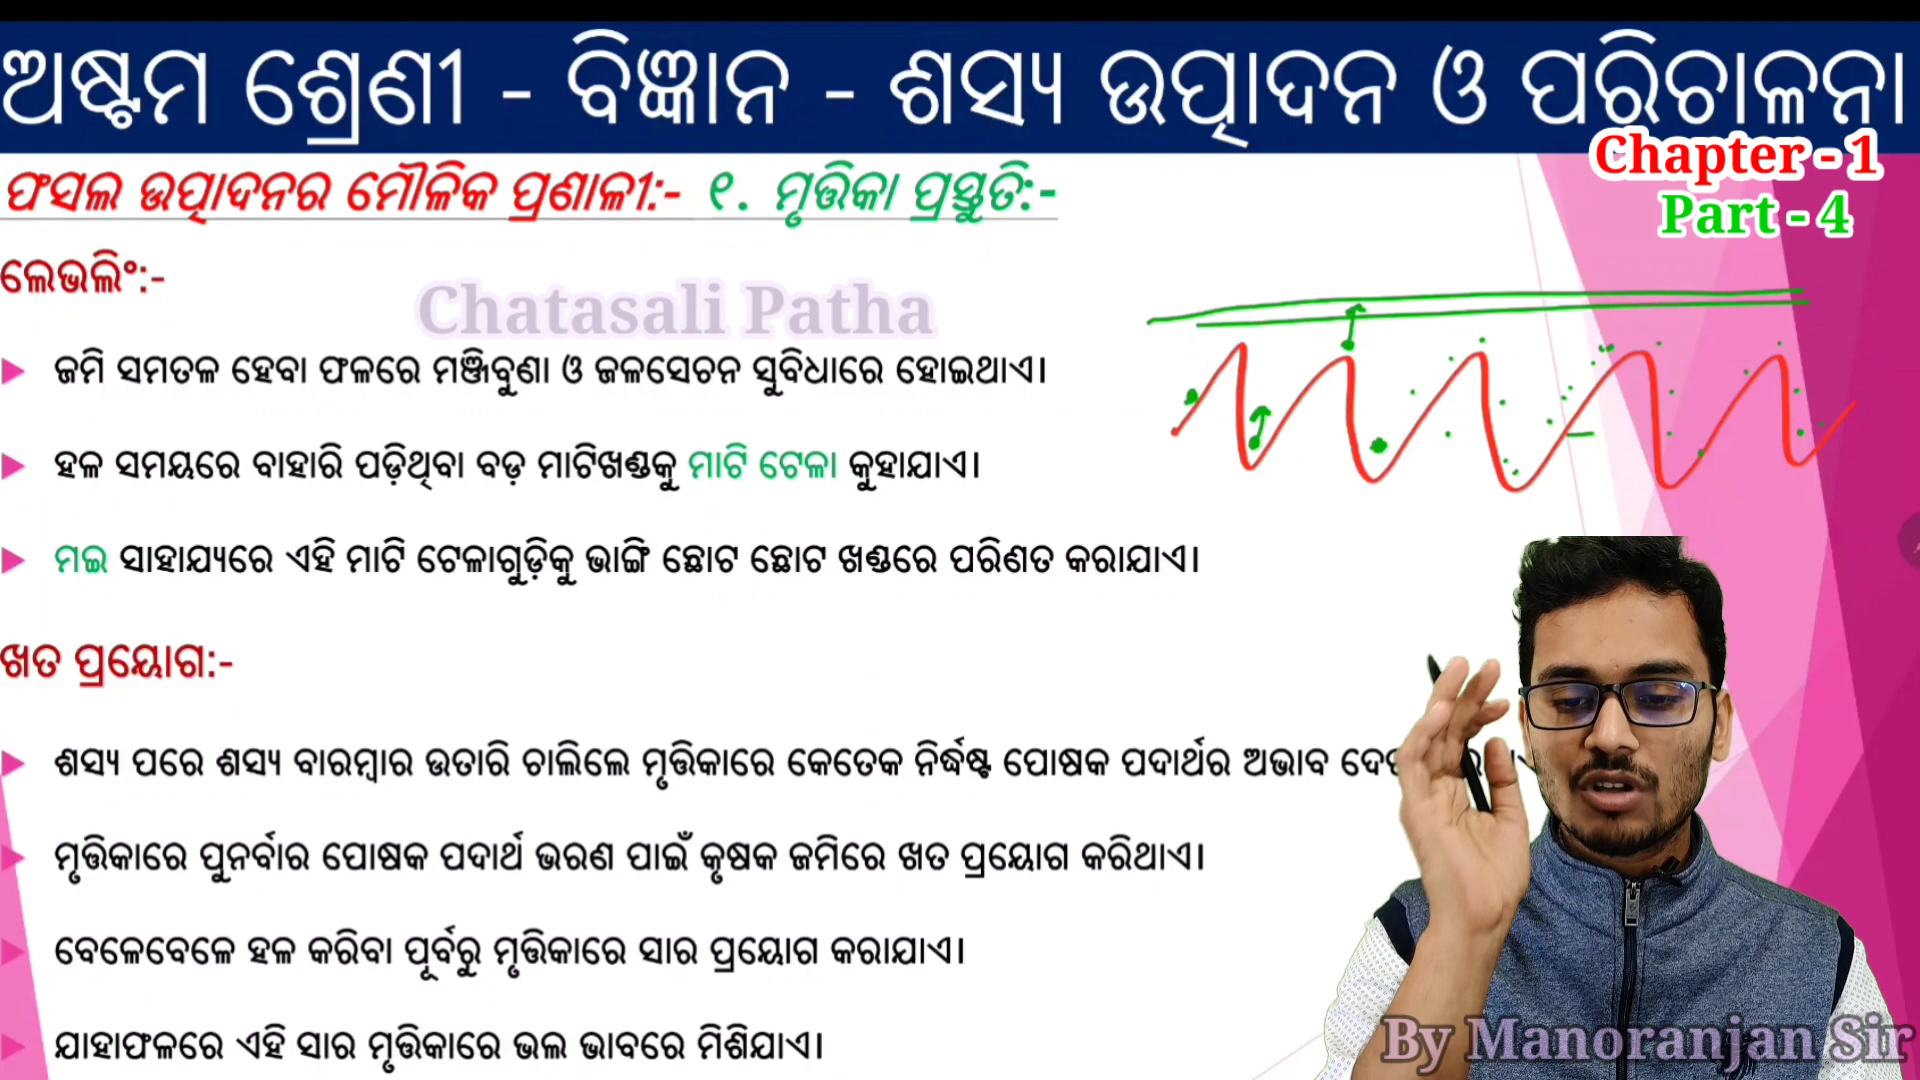 ଅଷ୍ଟମ ଶ୍ରେଣୀ - ବିଜ୍ଞାନ - ଶସ୍ୟ ଉତ୍ପାଦନ ଓ ପରିଚାଳନା
Chapter - 1
Part - 4
ଫସଲ ଉତ୍ପାଦନର ମୌଳିକ ପ୍ରଣାଳୀ:- ୧. ମୃତ୍ତିକା ପ୍ରସ୍ତୁତି:-
ଲେଭଲିଂ:-
Chatasali Patha
ଜମି ସମତଳ ହେବା ଫଳରେ ମଞ୍ଜିବୁଣା ଓ ଜଳସେଚନ ସୁବିଧାରେ ହୋଇଥାଏ।
ହଳ ସମୟରେ ବାହାରି ପଡ଼ିଥିବା ବଡ଼ ମାଟିଖଣ୍ଡକୁ ମାଟି ଟେଳା କୁହାଯାଏ।
ମଇ ସାହାଯ୍ୟରେ ଏହି ମାଟି ଟେଳାଗୁଡ଼ିକୁ ଭାଙ୍ଗି ଛୋଟ ଛୋଟ ଖଣ୍ଡରେ ପରିଣତ କରାଯାଏ।
ଖତ ପ୍ରୟୋଗ:-
ଶସ୍ୟ ପରେ ଶସ୍ୟ ବାରମ୍ବାର ଉତାରି ଚାଲିଲେ ମୃତ୍ତିକାରେ କେତେକ ନିର୍ଦ୍ଧିଷ୍ଟ ପୋଷକ ପଦାର୍ଥର ଅଭାବ
ମୃତ୍ତିକାରେ ପୁନର୍ବାର ପୋଷକ ପଦାର୍ଥ ଭରଣ ପାଇଁ କୃଷକ ଜମିରେ ଖତ ପ୍ରୟୋଗ କରିଥାଏ।
ବେଳେବେଳେ ହଳ କରିବା ପୂର୍ବରୁ ମୃତ୍ତିକାରେ ସାର ପ୍ରୟୋଗ କରାଯାଏ।
ଯାହାଫଳରେ ଏହି ସାର ମୃତ୍ତିକାରେ ଭଲ ଭାବରେ ମିଶିଯାଏ।
By Manoranjan Sir